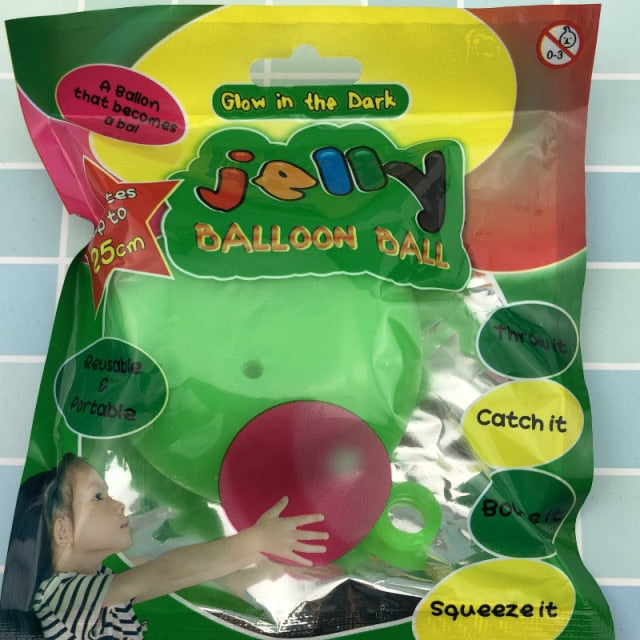 A Ballon
that becomes
a bal
Glow in the Dark
0-3
jelly
BALLOON BALL
to
25cm
Reusable
&
Portable
Throw it
Catch it
Squeeze it